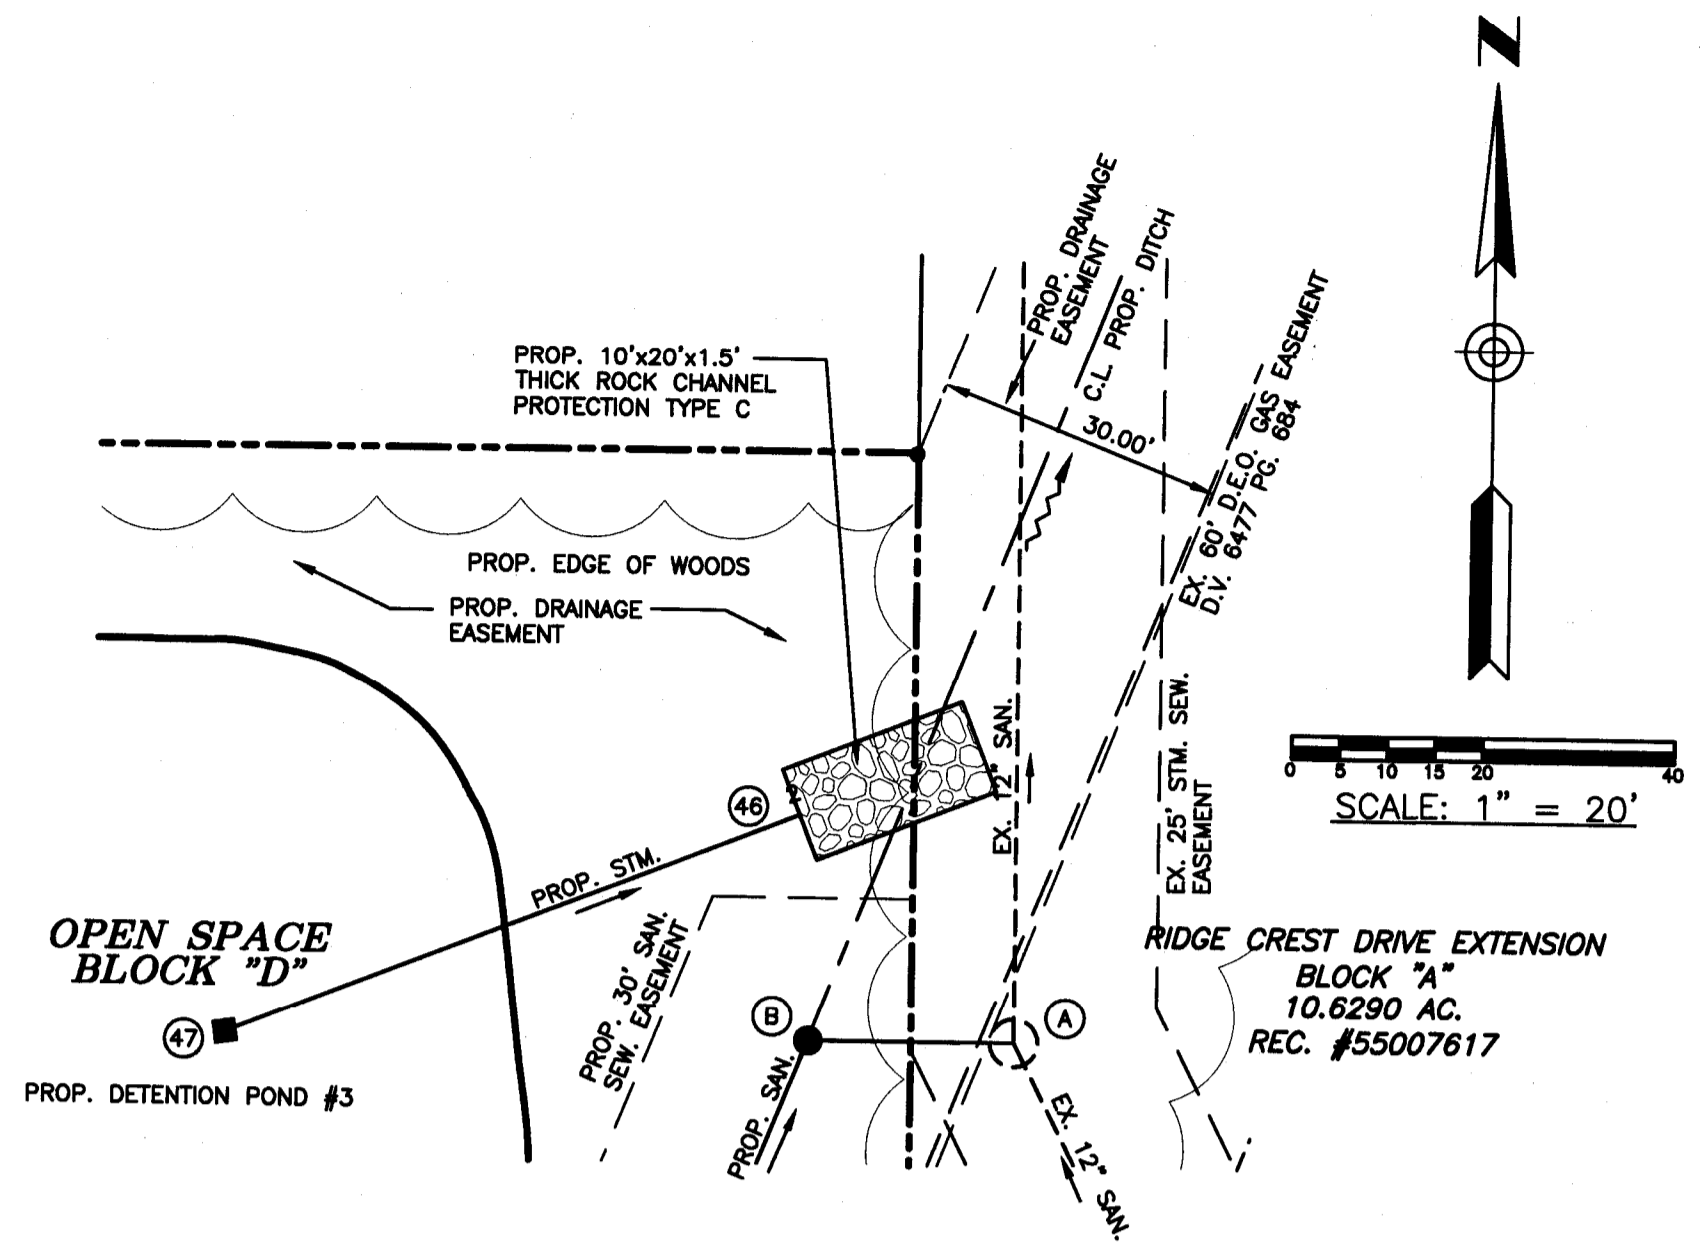 N
PROP. DRAINAGE
EASEMENT
C.L. PROP. DITCH
30.00'
EX. 60' D.E.O. GAS EASEMENT
D.V. 6477 PG. 684
PROP. 10'x20'x1.5'
THICK ROCK CHANNEL
PROTECTION TYPE C
PROP. EDGE OF WOODS
PROP. DRAINAGE
EASEMENT
EX. 12" SAN.
EX. 25' STM. SEW.
EASEMENT
0 5 10 15 20 40
SCALE: 1" = 20'
46
2
PROP. STM.
OPEN SPACE
BLOCK "D"
47
PROP. DETENTION POND #3
PROP. 30' SAN.
SEW. EASEMENT
B
A
PROP. SAN.
EX. 12" SAN.
RIDGE CREST DRIVE EXTENSION
BLOCK "A"
10.6290 AC.
REC. #55007617